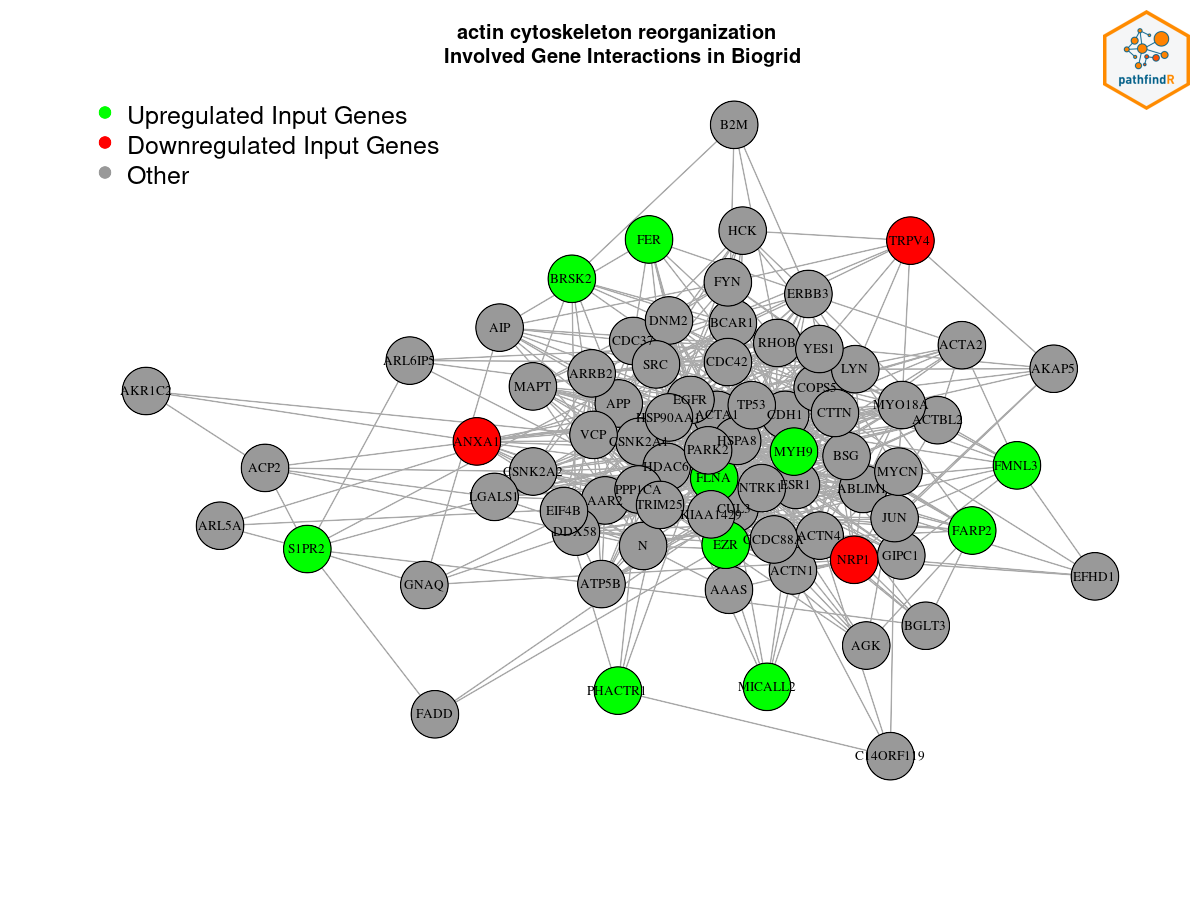 actin cytoskeleton reorganization
Involved Gene Interactions in Biogrid
pathfindR
Upregulated Input Genes
Downregulated Input Genes
Other
B2M
HCK
FER
TRPV4
BRSK2
FYN
ERBB3
DNM2
BCAR1
AIP
CDC37
RHOB
YES1
ACTA2
ARL6IP5
SRC
CDC42
LYN
AKAP5
ARRB2
MAPT
COPS5
AKR1C2
APP
EGFR
TP53
MYO18A
HSP90AA1
ACTA1
CDH1
CTTN
ACTBL2
ANXA1
VCP
CSNK2A1
HSPA8
PARK2
MYH9
BSG
ACP2
CSNK2A2
HDAC6
FMNL3
MYCN
FLNA
LGALS1
PPP1CA
NTRK1
ESR1
ABLIM1
AAR2
TRIM25
EIF4B
CUL3
KIAA1429
JUN
ARL5A
DDX58
FARP2
S1PR2
N
EZR
CCDC88A
ACTN4
NRP1
GIPC1
GNAQ
ATP5B
AAAS
ACTN1
EFHD1
BGLT3
AGK
PHACTR1
MICALL2
FADD
C14ORF119